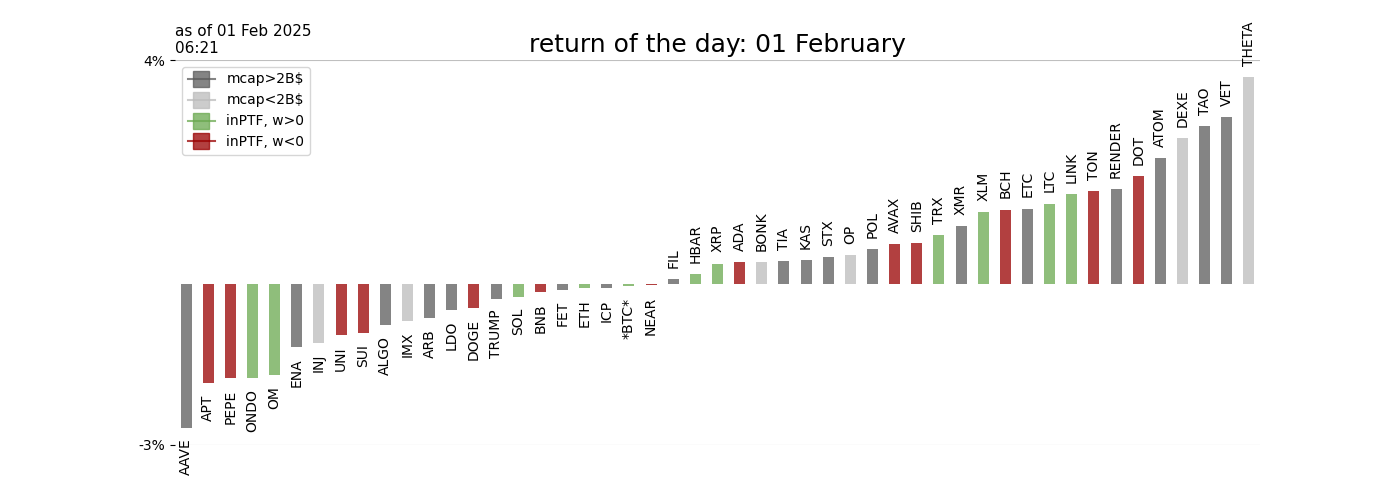 as of 01 Feb 2025
06:21
return of the day: 01 February
4%
mcap>2B$
mcap<2B$
inPTF, w>0
inPTF, w<0
-3%
AAVE
APT
PEPE
ONDO
OM
ENA
INJ
UNI
SUI
ALGO
IMX
ARB
LDO
DOGE
TRUMP
SOL
BNB
FET
ETH
ICP
*BTC*
NEAR
FIL
HBAR
XRP
ADA
BONK
TIA
KAS
STX
OP
POL
AVAX
SHIB
TRX
XMR
XLM
BCH
ETC
LTC
LINK
TON
RENDER
DOT
ATOM
DEXE
TAO
VET
THETA